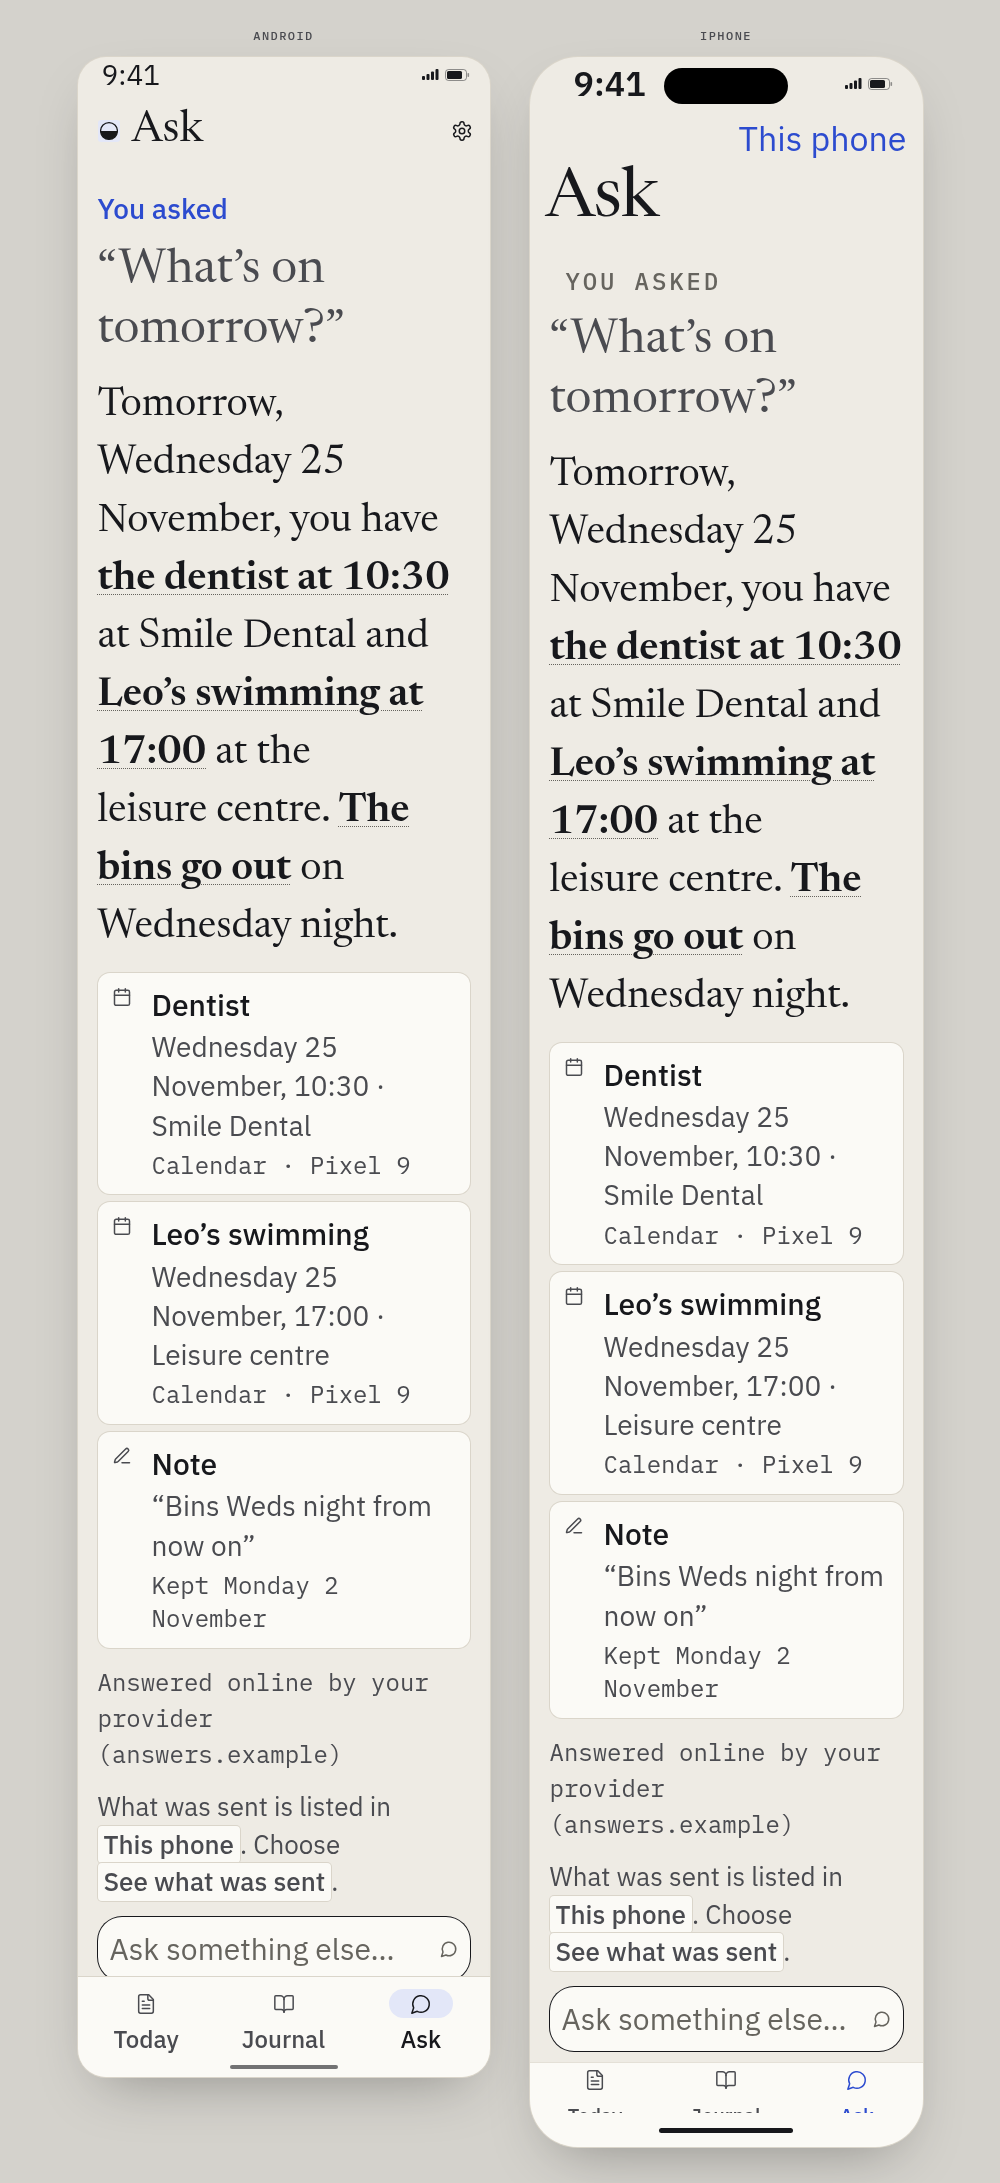 ANDROID
9:41
Ask
You asked
“What’s on
tomorrow?”
Tomorrow,
Wednesday 25
November, you have
the dentist at 10:30
at Smile Dental and
Leo’s swimming at
17:00 at the
leisure centre. The
bins go out on
Wednesday night.
Dentist
Wednesday 25
November, 10:30 ·
Smile Dental
Calendar · Pixel 9
Leo’s swimming
Wednesday 25
November, 17:00 ·
Leisure centre
Calendar · Pixel 9
Note
“Bins Weds night from
now on”
Kept Monday 2
November
Answered online by your
provider
(answers.example)
What was sent is listed in
This phone. Choose
See what was sent.
Ask something else...
Today Journal Ask
IPHONE
9:41
This phone
Ask
YOU ASKED
“What’s on
tomorrow?”
Tomorrow,
Wednesday 25
November, you have
the dentist at 10:30
at Smile Dental and
Leo’s swimming at
17:00 at the
leisure centre. The
bins go out on
Wednesday night.
Dentist
Wednesday 25
November, 10:30 ·
Smile Dental
Calendar · Pixel 9
Leo’s swimming
Wednesday 25
November, 17:00 ·
Leisure centre
Calendar · Pixel 9
Note
“Bins Weds night from
now on”
Kept Monday 2
November
Answered online by your
provider
(answers.example)
What was sent is listed in
This phone. Choose
See what was sent.
Ask something else...
Today Journal Ask